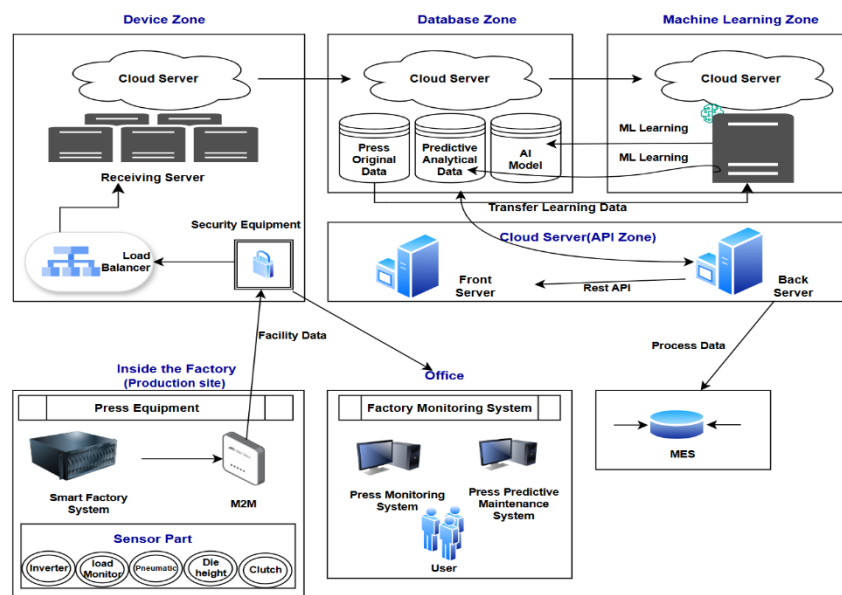 Device Zone
Database Zone
Machine Learning Zone
Cloud Server
Cloud Server
Cloud Server
Press
Original
Data
Predictive
Analytical
Data
AI
Model
ML Learning
ML Learning
Receiving Server
Transfer Learning Data
Security Equipment
Load
Balancer
Cloud Server(API Zone)
Front
Server
Rest API
Back
Server
Facility Data
Process Data
Inside the Factory
(Production site)
Office
Press Equipment
Factory Monitoring System
Smart Factory
System
M2M
Press Monitoring
System
Press Predictive
Maintenance
System
User
MES
Sensor Part
Inverter
load
Monitor
Pneumatic
Die
height
Clutch